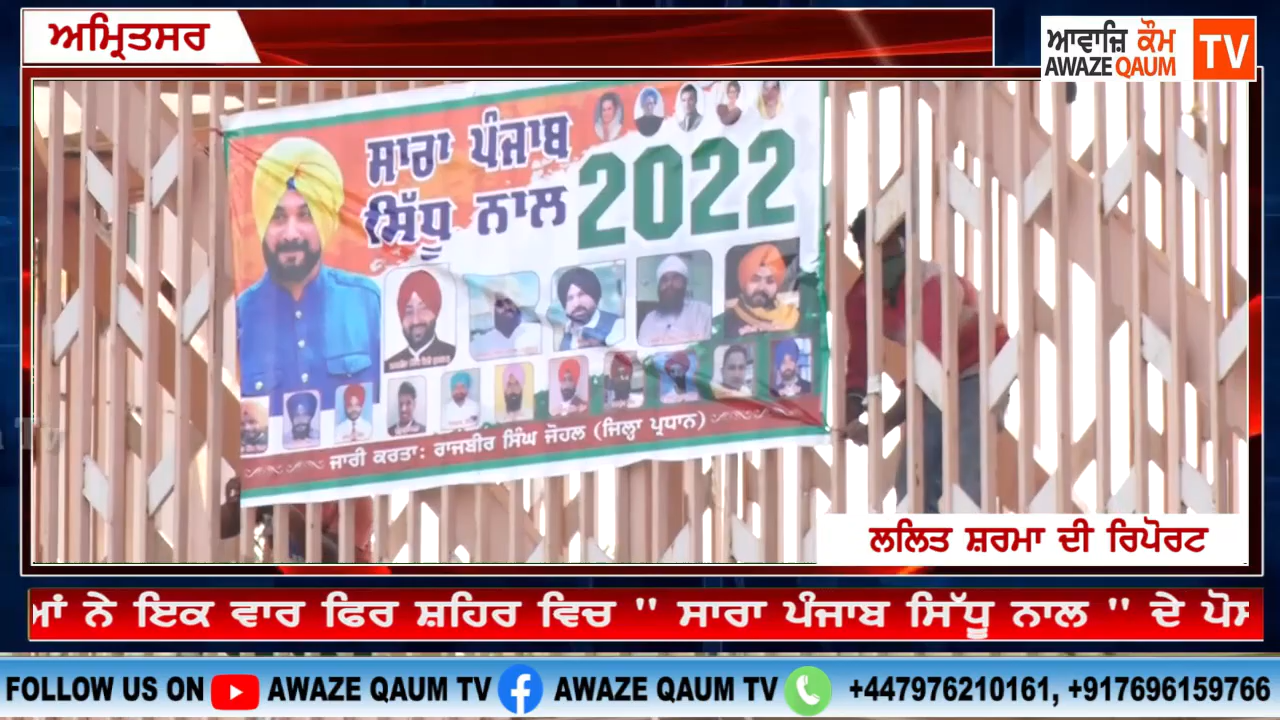 ਅਮ੍ਰਿਤਸਰ
ਆਵਾਜ਼ਿ ਕੌਮ
AWAZE QAUM
TV
ਸਾਰਾ ਪੰਜਾਬ
ਸਿੱਧੂ ਨਾਲ 2022
ਜਾਰੀ ਕਰਤਾ: ਰਾਜਬੀਰ ਸਿੰਘ ਜੋਹਲ (ਜਿਲ੍ਹਾ ਪ੍ਰਧਾਨ)
ਲਲਿਤ ਸ਼ਰਮਾ ਦੀ ਰਿਪੋਰਟ
ਨੇ ਇਕ ਵਾਰ ਫਿਰ ਸ਼ਹਿਰ ਵਿਚ " ਸਾਰਾ ਪੰਜਾਬ ਸਿੱਧੂ ਨਾਲ " ਦੇ
FOLLOW US ON AWAZE QAUM TV AWAZE QAUM TV +447976210161, +917696159766